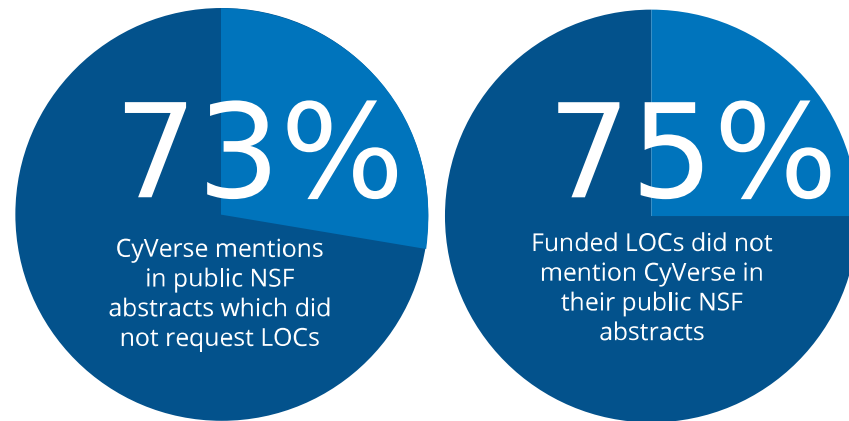 73%
CyVerse mentions
in public NSF
abstracts which did
not request LOCs
75%
Funded LOCs did not
mention CyVerse in
their public NSF
abstracts